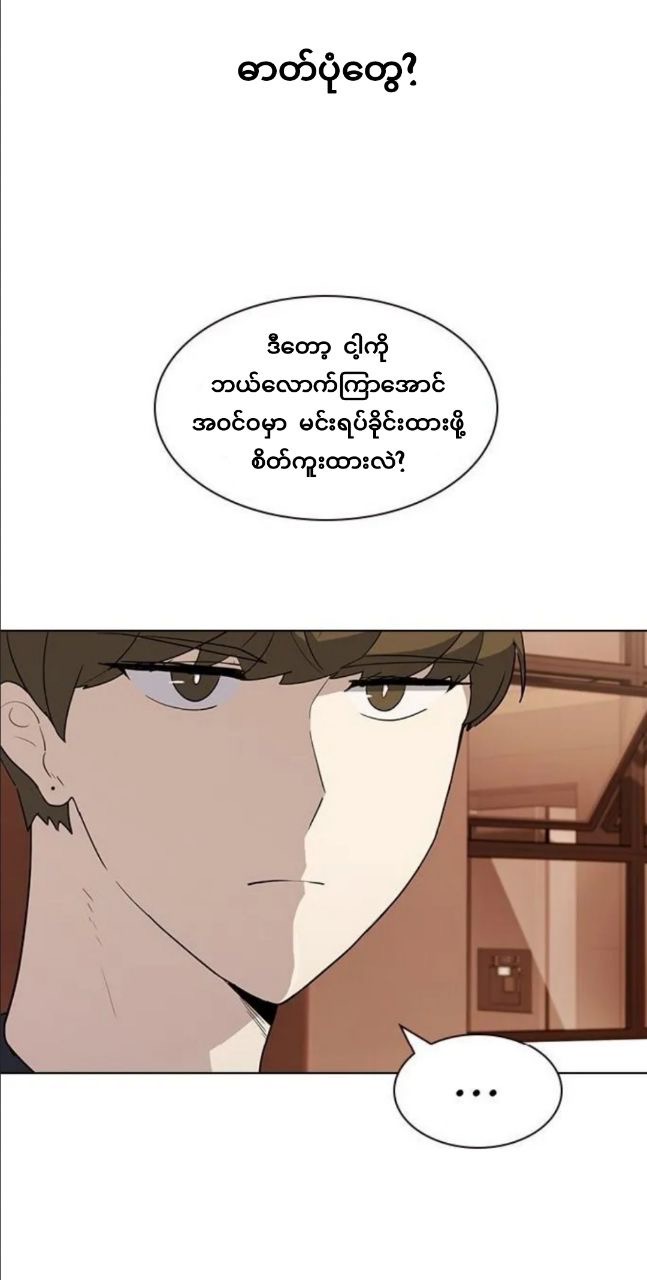 ဓာတ်ပုံတွေ?
ဒီတော့ ငါ့ကို
ဘယ်လောက်ကြာအောင်
အဝင်ဝမှာ မင်းရပ်ခိုင်းထားဖို့
စိတ်ကူးထားလဲ?
...